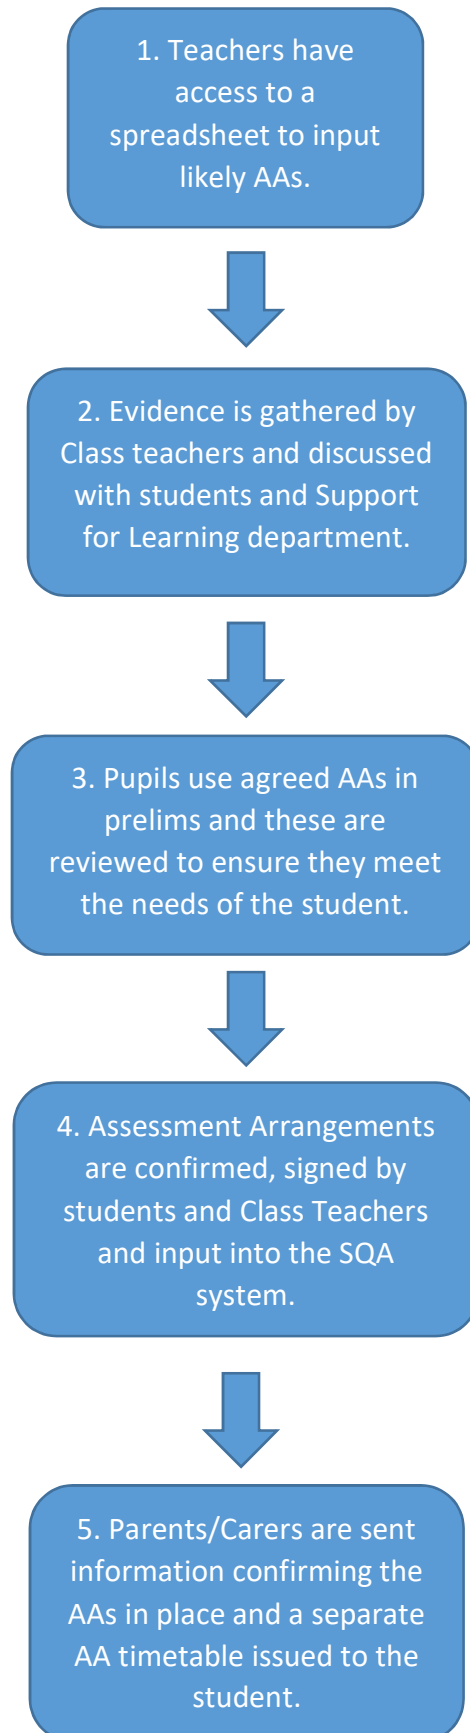 1. Teachers have
access to a
spreadsheet to input
likely AAs.
2. Evidence is gathered by
Class teachers and discussed
with students and Support
for Learning department.
3. Pupils use agreed AAs in
prelims and these are
reviewed to ensure they meet
the needs of the student.
4. Assessment Arrangements
are confirmed, signed by
students and Class Teachers
and input into the SQA
system.
5. Parents/Carers are sent
information confirming the
AAs in place and a separate
AA timetable issued to the
student.